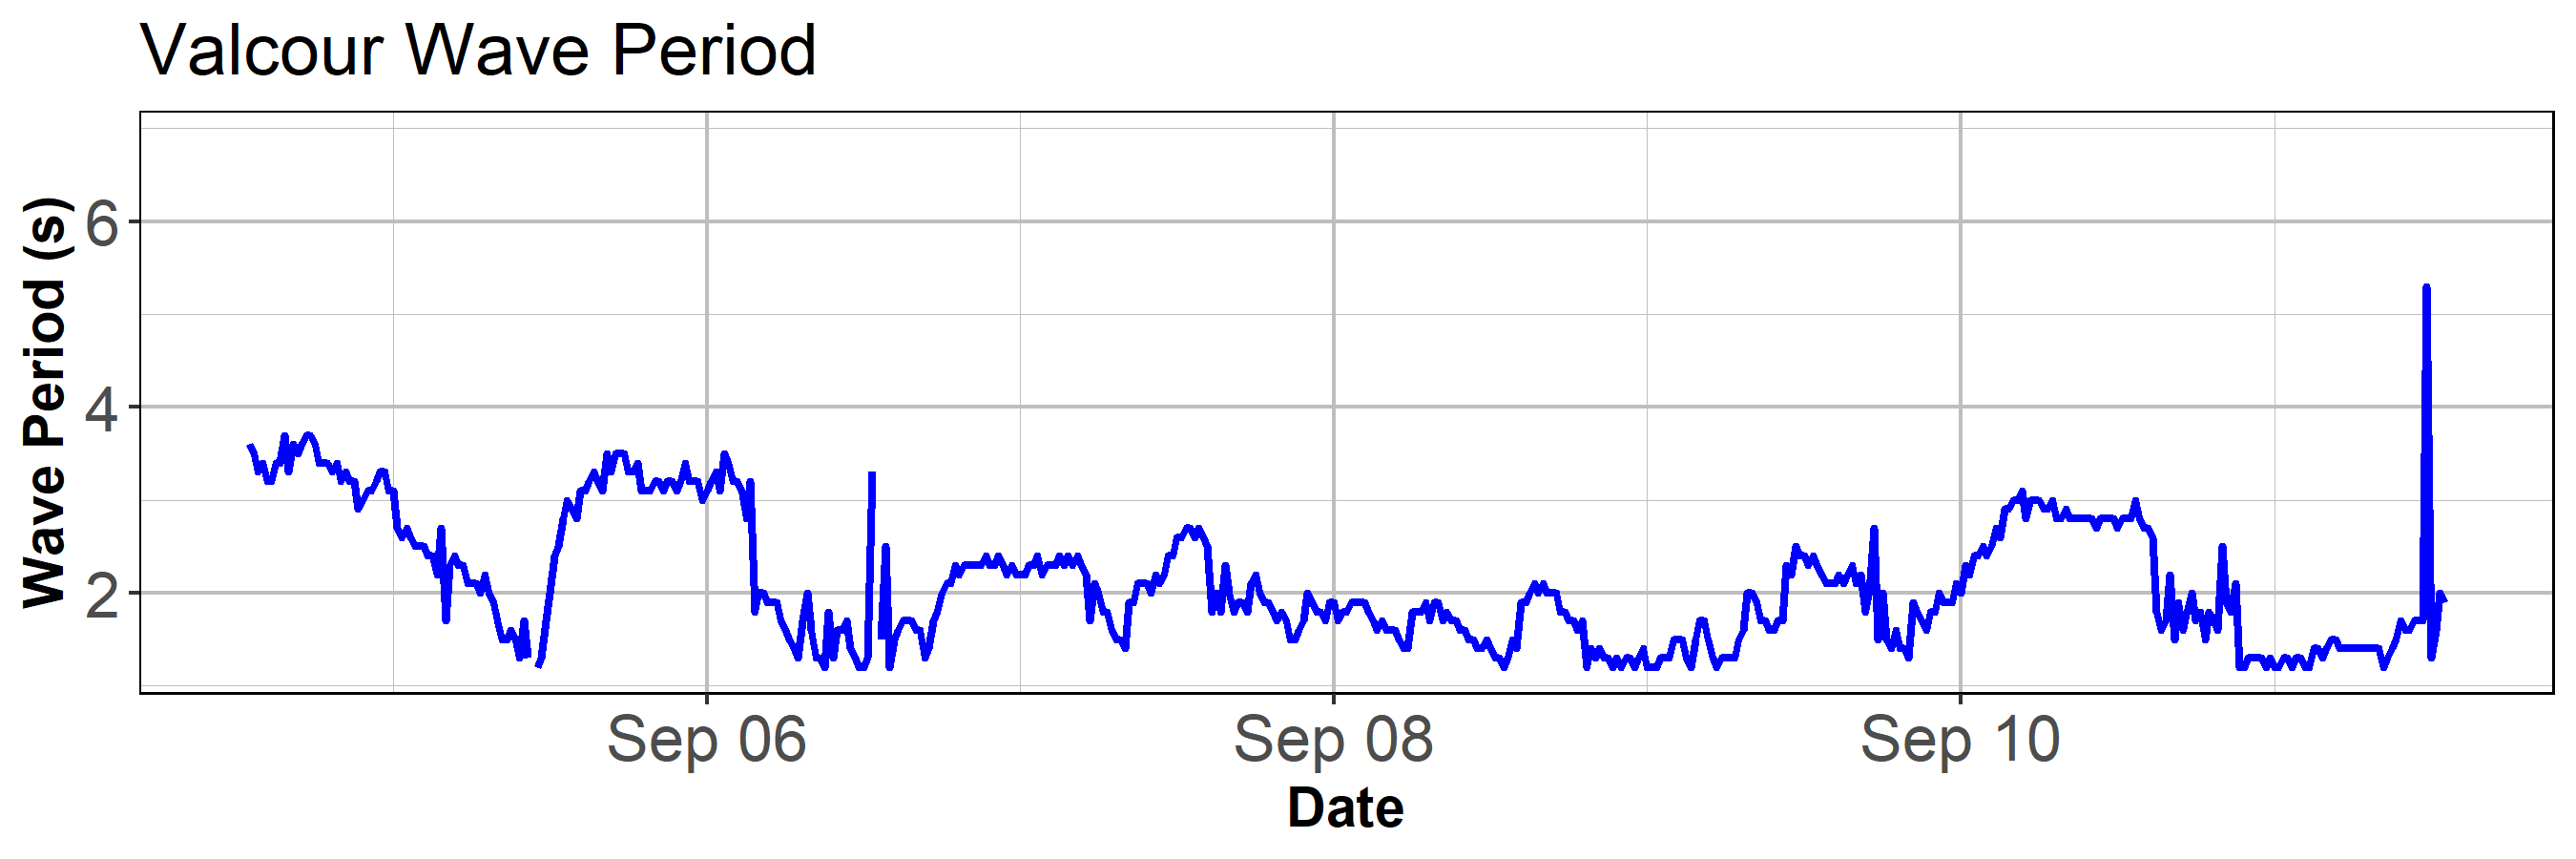 Valcour Wave Period
Wave Period (s)
6
4
2
Sep 06 Sep 08 Sep 10
Date